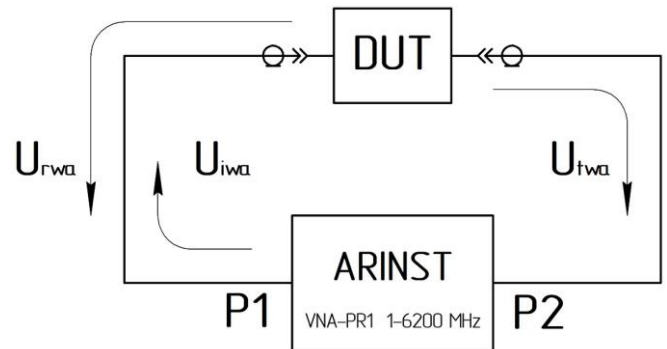 DUT
Urwa
Uiwa
Utwa
ARINST
P1
VNA-PR1 1-6200 MHz
P2